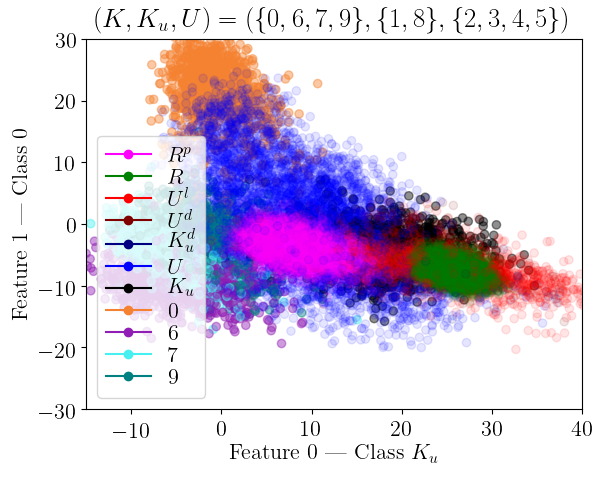 (K, K_u, U) = ({0, 6, 7, 9}, {1, 8}, {2, 3, 4, 5})
30
20
10
0
−10
−20
−30
Feature 1 — Class 0
R^p
R
U^l
U^d
K_u^d
U
K_u
0
6
7
9
−10 0 10 20 30 40
Feature 0 — Class K_u